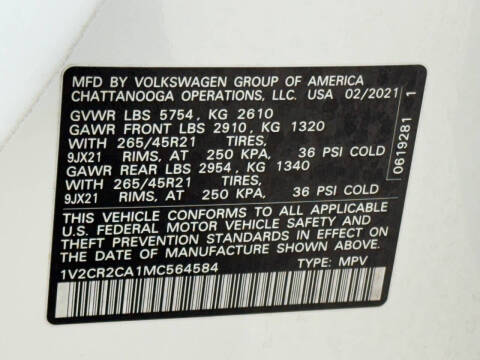 MFD BY VOLKSWAGEN GROUP OF AMERICA
CHATTANOOGA OPERATIONS, LLC. USA 02/2021
GVWR LBS 5754, KG 2610
GAWR FRONT LBS 2910, KG 1320
WITH 265/45R21 TIRES,
9JX21 RIMS, AT 250 KPA, 36 PSI COLD
GAWR REAR LBS 2954, KG 1340
WITH 265/45R21 TIRES,
9JX21 RIMS, AT 250 KPA, 36 PSI COLD
THIS VEHICLE CONFORMS TO ALL APPLICABLE
U.S. FEDERAL MOTOR VEHICLE SAFETY AND
THEFT PREVENTION STANDARDS IN EFFECT ON
THE DATE OF MANUFACTURE SHOWN ABOVE.
1V2CR2CA1MC564584 TYPE: MPV
0619281 1